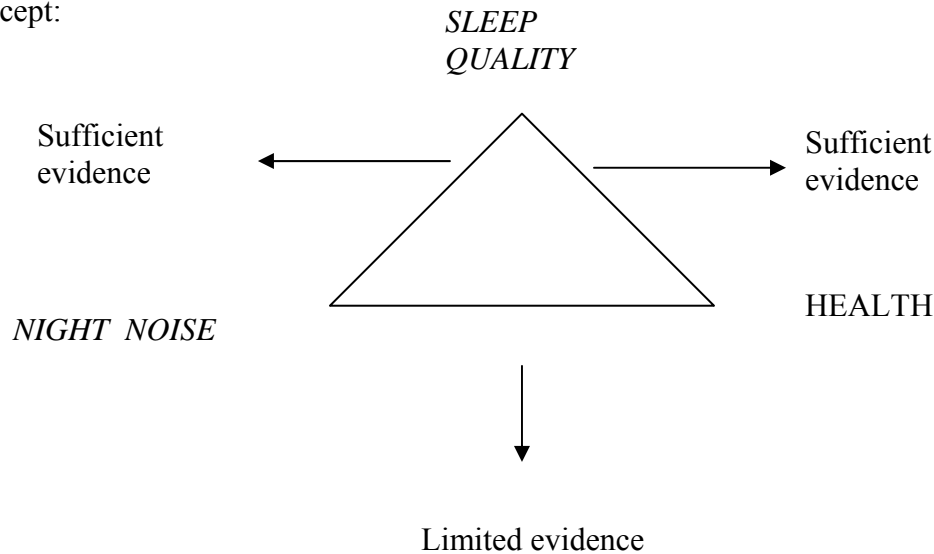 cept:
SLEEP
QUALITY
Sufficient
evidence
Sufficient
evidence
HEALTH
NIGHT NOISE
Limited evidence